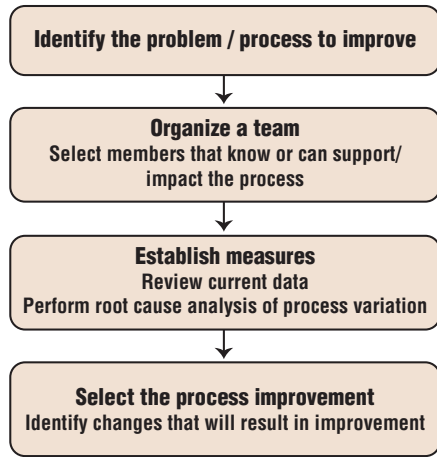 Identify the problem / process to improve
Organize a team
Select members that know or can support/
impact the process
Establish measures
Review current data
Perform root cause analysis of process variation
Select the process improvement
Identify changes that will result in improvement